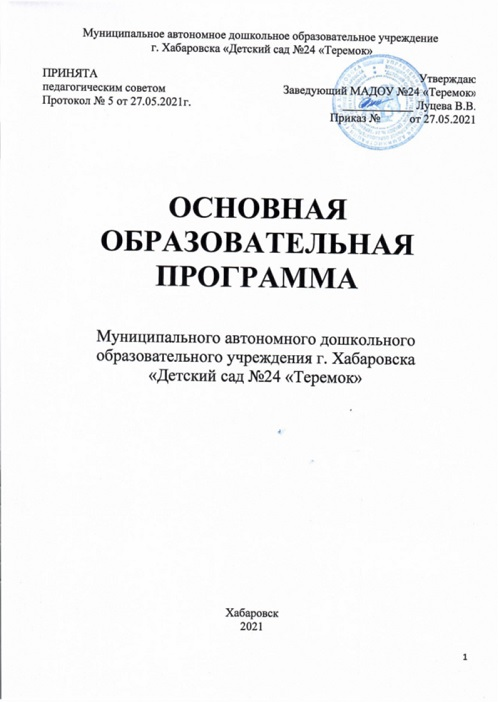 Муниципальное автономное дошкольное образовательное учреждение
г. Хабаровска «Детский сад №24 «Теремок»
ПРИНЯТА
педагогическим советом
Протокол № 5 от 27.05.2021г.
Утверждаю
Заведующий МАДОУ №24 «Теремок»
Луцева В.В.
Приказ № от 27.05.2021
ОСНОВНАЯ
ОБРАЗОВАТЕЛЬНАЯ
ПРОГРАММА
Муниципального автономного дошкольного
образовательного учреждения г. Хабаровска
«Детский сад №24 «Теремок»
Хабаровск
2021
1